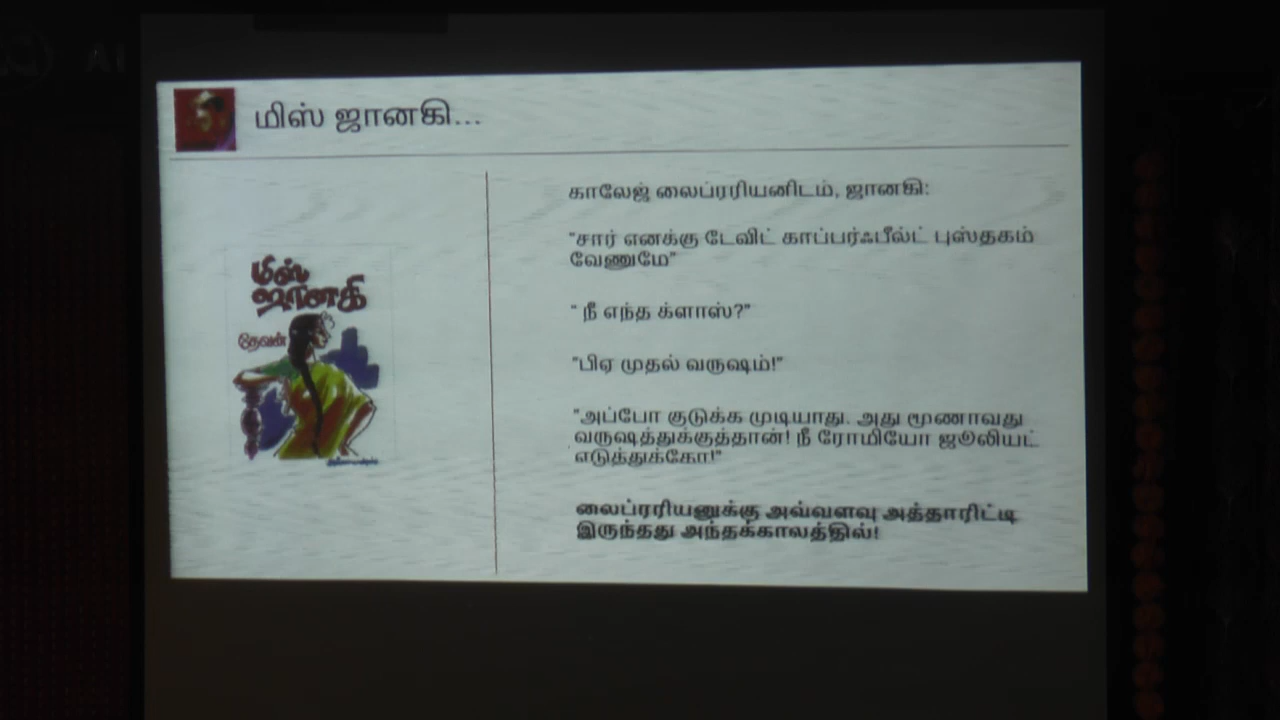 மிஸ் ஜானகி...
மிஸ்
ஜானகி
தேவன்
காலேஜ் லைப்ரரியனிடம், ஜானகி:
"சார் எனக்கு டேவிட் காப்பர்ஃபீல்ட் புஸ்தகம்
வேணுமே"
" நீ எந்த க்ளாஸ்?"
"பிஏ முதல் வருஷம்!"
"அப்போ குடுக்க முடியாது. அது மூணாவது
வருஷத்துக்குத்தான்! நீ ரோமியோ ஜூலியட்
எடுத்துக்கோ!"
லைப்ரரியனுக்கு அவ்வளவு அத்தாரிட்டி
இருந்தது அந்தக்காலத்தில்!